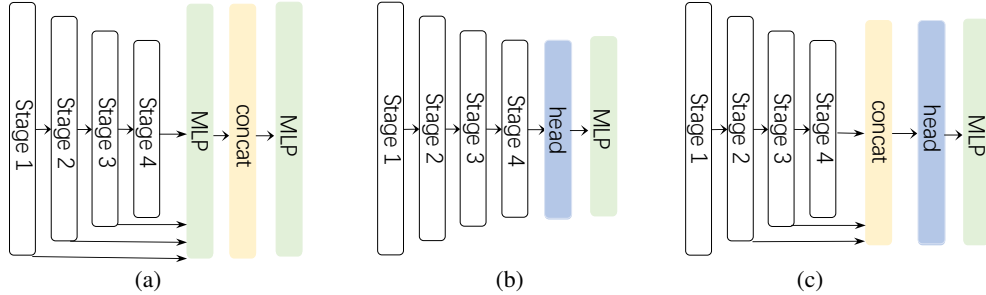 Stage 1
Stage 2
Stage 3
Stage 4
MLP
concat
MLP
(a)
Stage 1
Stage 2
Stage 3
Stage 4
head
MLP
(b)
Stage 1
Stage 2
Stage 3
Stage 4
concat
head
MLP
(c)